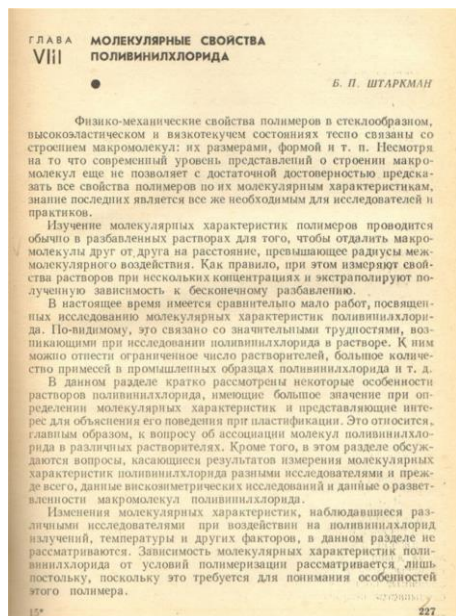 ГЛАВА
VIII
МОЛЕКУЛЯРНЫЕ СВОЙСТВА
ПОЛИВИНИЛХЛОРИДА
Б. П. ШТАРКМАН
Физико-механические свойства полимеров в стеклообразном,
высокоэластическом и вязкотекучем состояниях тесно связаны со
строением макромолекул: их размерами, формой и т. п. Несмотря
на то что современный уровень представлений о строении макро-
молекул еще не позволяет с достаточной достоверностью предска-
зать все свойства полимеров по их молекулярным характеристикам,
знание последних является все же необходимым для исследователей и
практиков.
Изучение молекулярных характеристик полимеров проводится
обычно в разбавленных растворах для того, чтобы отдалить макро-
молекулы друг от друга на расстояние, превышающее радиусы меж-
молекулярного воздействия. Как правило, при этом измеряют свой-
ства растворов при нескольких концентрациях и экстраполируют по-
лученную зависимость к бесконечному разбавлению.
В настоящее время имеется сравнительно мало работ, посвящен-
ных исследованию молекулярных характеристик поливинилхлори-
да. По-видимому, это связано со значительными трудностями, воз-
никающими при исследовании поливинилхлорида в растворе. К ним
можно отнести ограниченное число растворителей, большое количе-
ство примесей в промышленных образцах поливинилхлорида и т. д.
В данном разделе кратко рассмотрены некоторые особенности
растворов поливинилхлорида, имеющие большое значение при оп-
ределении молекулярных характеристик и представляющие инте-
рес для объяснения его поведения при пластификации. Это относится,
главным образом, к вопросу об ассоциации молекул поливинилхло-
рида в различных растворителях. Кроме того, в этом разделе обсуж-
даются вопросы, касающиеся результатов измерения молекулярных
характеристик поливинилхлорида разными исследователями и преж-
де всего, данные вискозиметрических исследований и данные о развет-
вленности макромолекул поливинилхлорида.
Изменения молекулярных характеристик, наблюдавшиеся раз-
личными исследователями при воздействии на поливинилхлорид
излучений, температуры и других факторов, в данном разделе не
рассматриваются. Зависимость молекулярных характеристик поли-
винилхлорида от условий полимеризации рассматривается лишь
постольку, поскольку это требуется для понимания особенностей
этого полимера.
15*
227